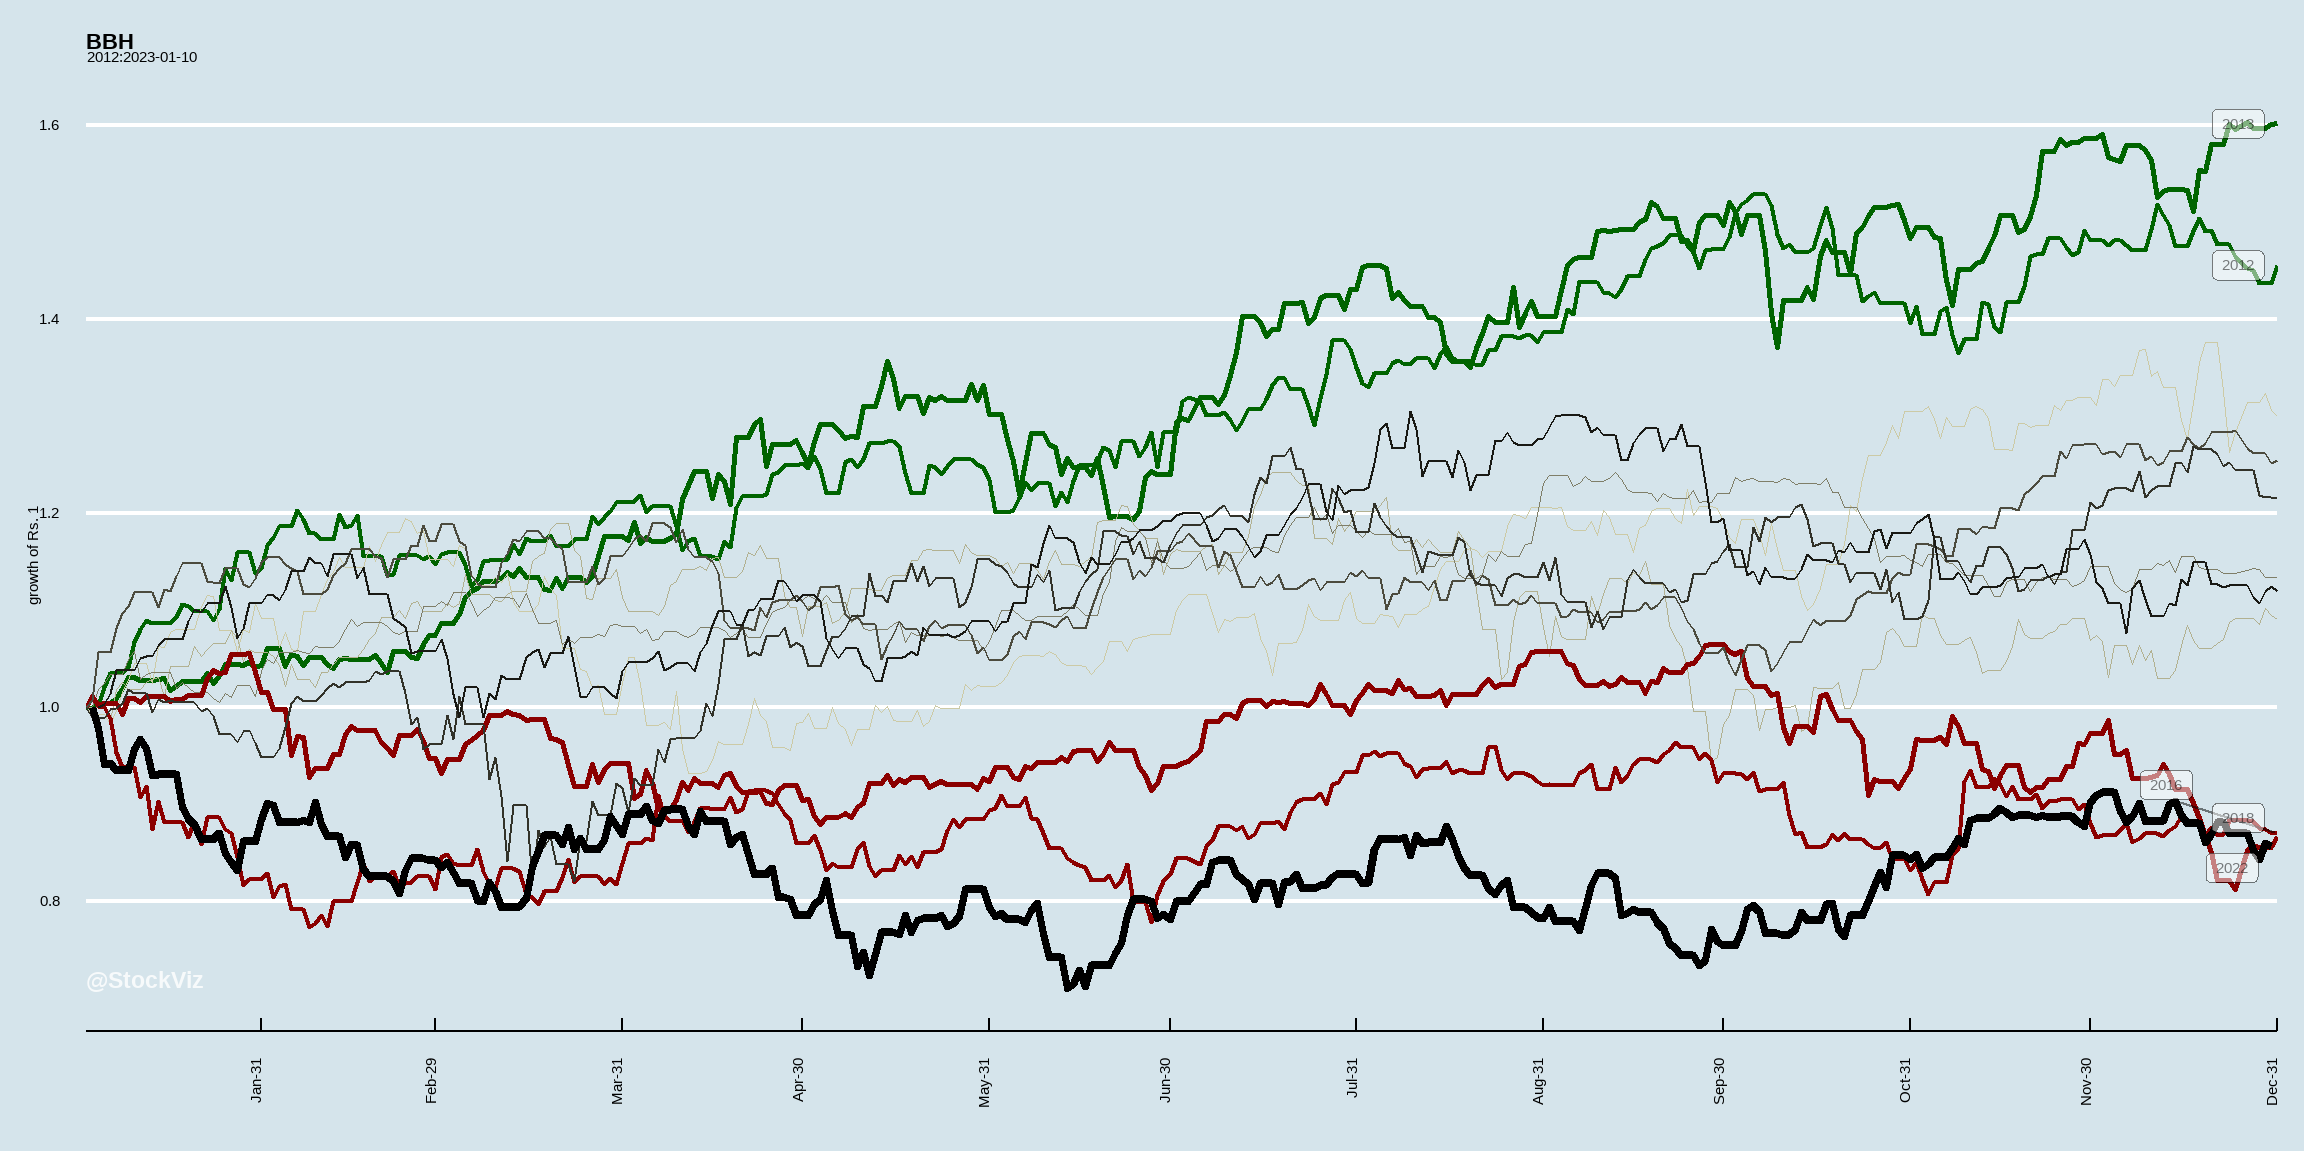 BBH
2012:2023-01-10
1.6
1.4
1.2
1.0
0.8
growth of Rs. 1
2013
2012
2016
2018
2022
@StockViz
Jan-31
Feb-29
Mar-31
Apr-30
May-31
Jun-30
Jul-31
Aug-31
Sep-30
Oct-31
Nov-30
Dec-31